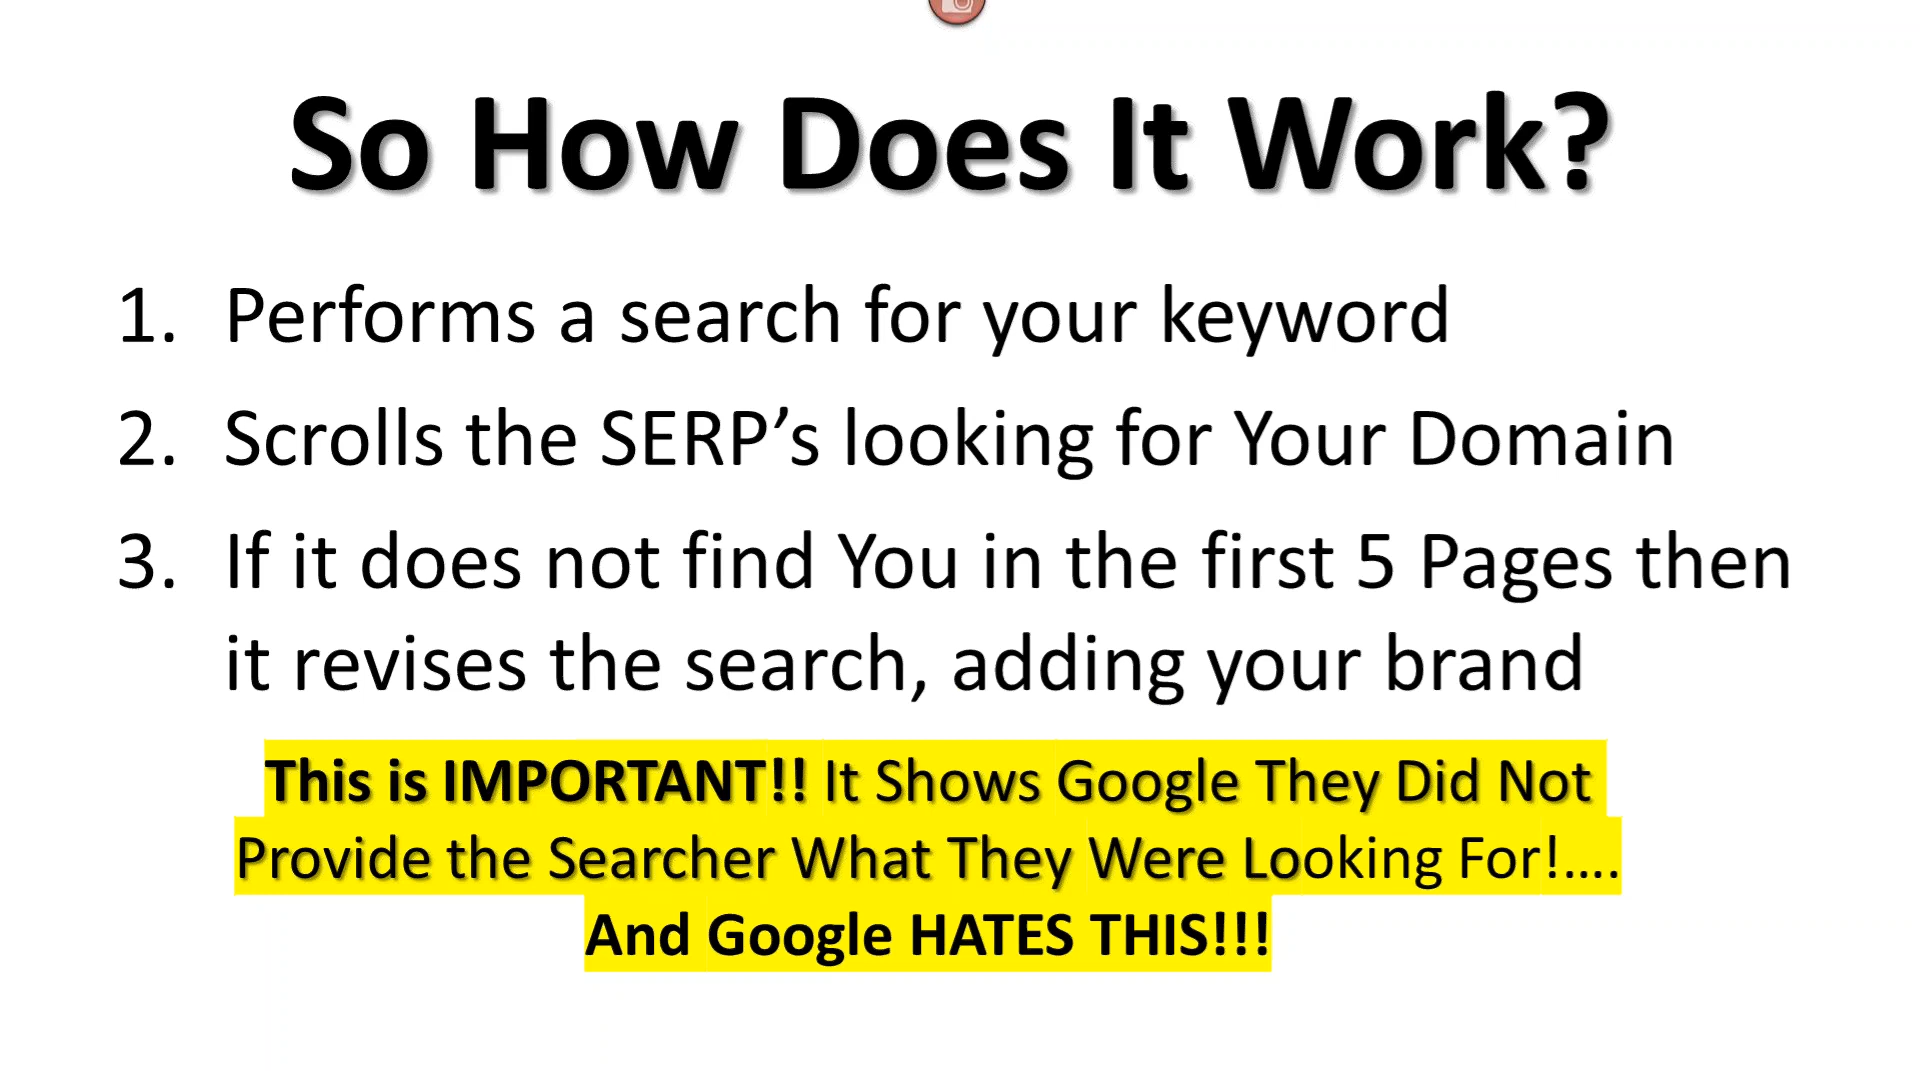 So How Does It Work?
1. Performs a search for your keyword
2. Scrolls the SERP’s looking for Your Domain
3. If it does not find You in the first 5 Pages then
it revises the search, adding your brand
This is IMPORTANT!! It Shows Google They Did Not
Provide the Searcher What They Were Looking For!....
And Google HATES THIS!!!